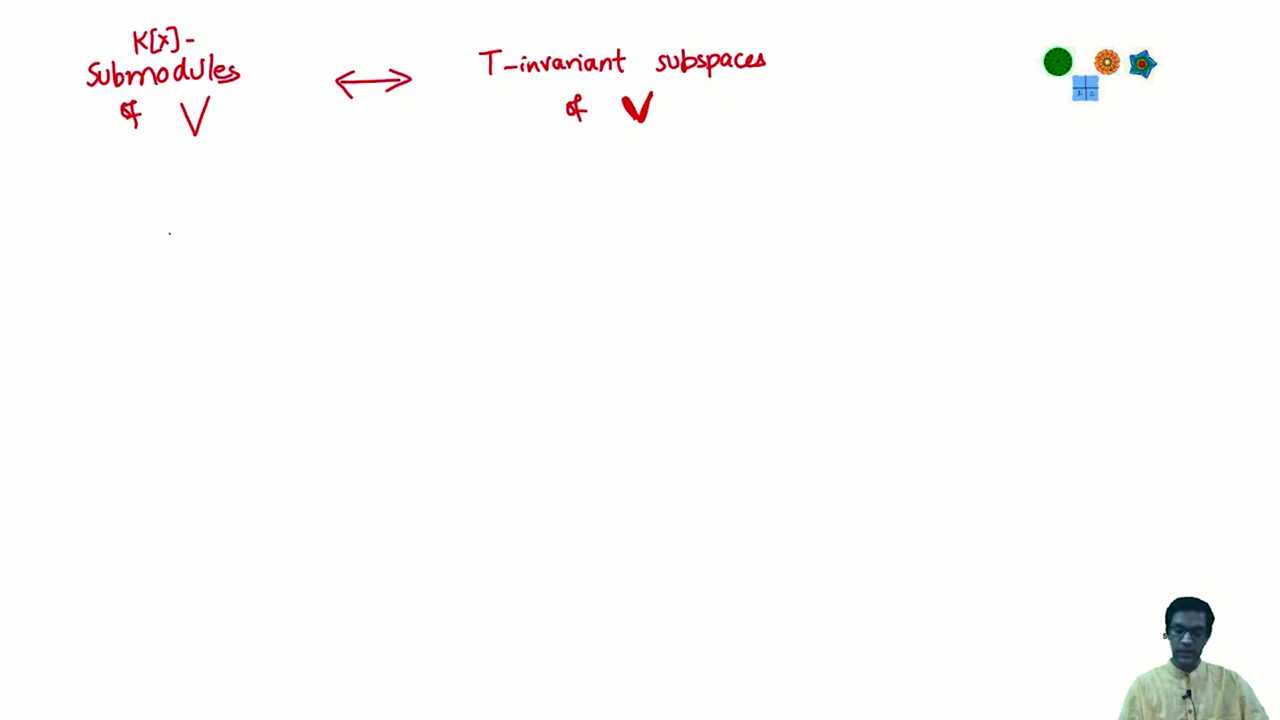 K[x]-
Submodules ⟷ T-invariant subspaces
of V of V